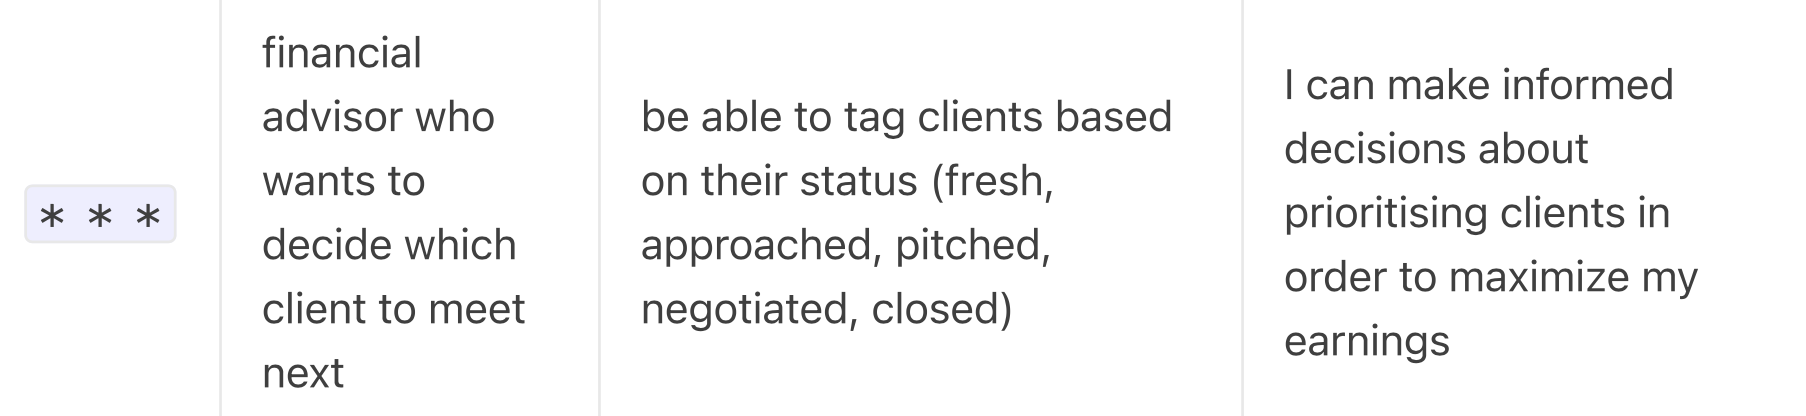 * * *
financial
advisor who
wants to
decide which
client to meet
next
be able to tag clients based
on their status (fresh,
approached, pitched,
negotiated, closed)
I can make informed
decisions about
prioritising clients in
order to maximize my
earnings